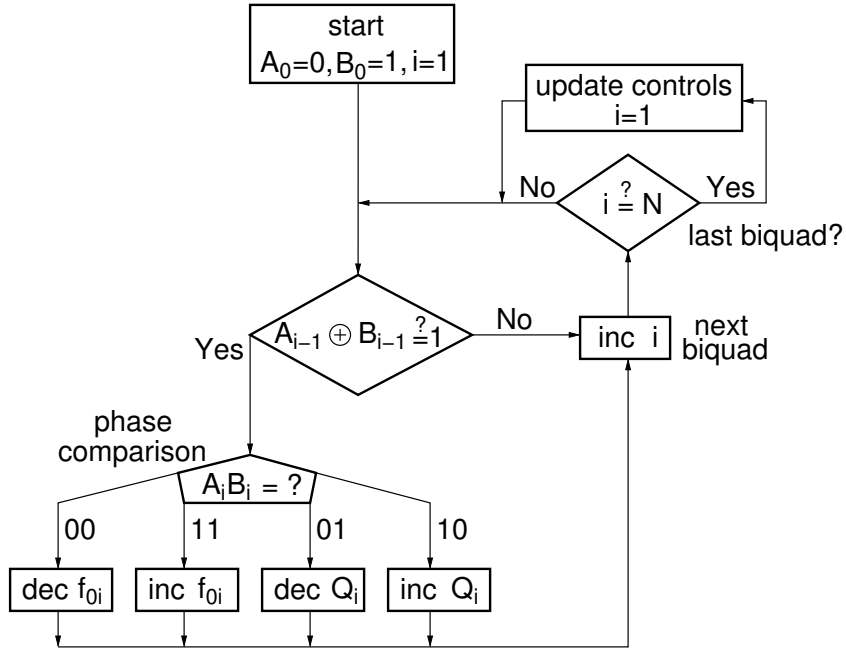 start
A₀=0, B₀=1, i=1
update controls
i=1
No
i ≟ N
Yes
last biquad?
Yes
Aᵢ₋₁ ⊕ Bᵢ₋₁ ≟ 1
No
inc i
next
biquad
phase
comparison
AᵢBᵢ = ?
00
11
01
10
dec f₀ᵢ
inc f₀ᵢ
dec Qᵢ
inc Qᵢ